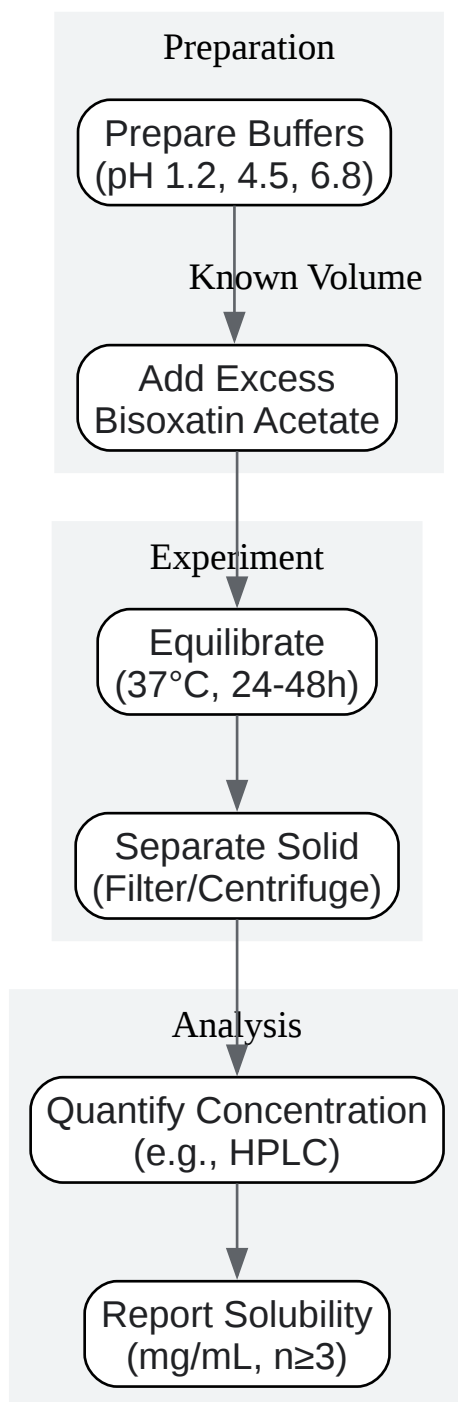 Preparation
Prepare Buffers
(pH 1.2, 4.5, 6.8)
Known Volume
Add Excess
Bisoxatin Acetate
Experiment
Equilibrate
(37°C, 24-48h)
Separate Solid
(Filter/Centrifuge)
Analysis
Quantify Concentration
(e.g., HPLC)
Report Solubility
(mg/mL, n≥3)